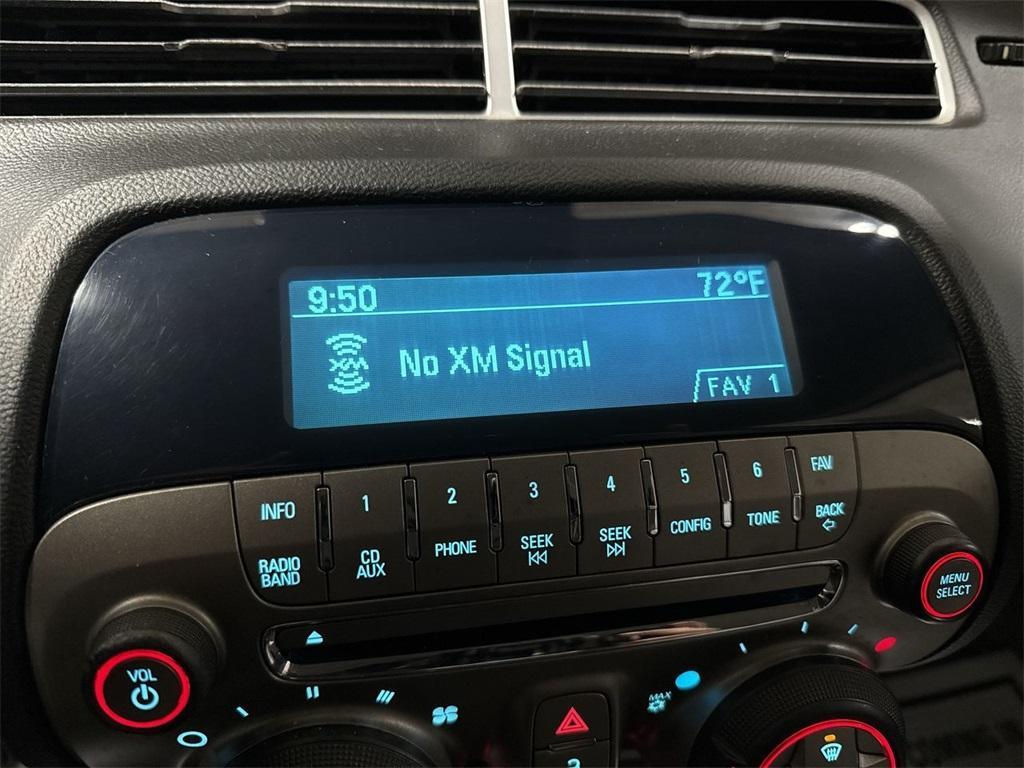 9:50
72°F
XM
No XM Signal
FAV 1
INFO
1
2
3
4
5
6
FAV
RADIO
BAND
CD
AUX
PHONE
SEEK
SEEK
CONFIG
TONE
BACK
MENU
SELECT
VOL
MAX